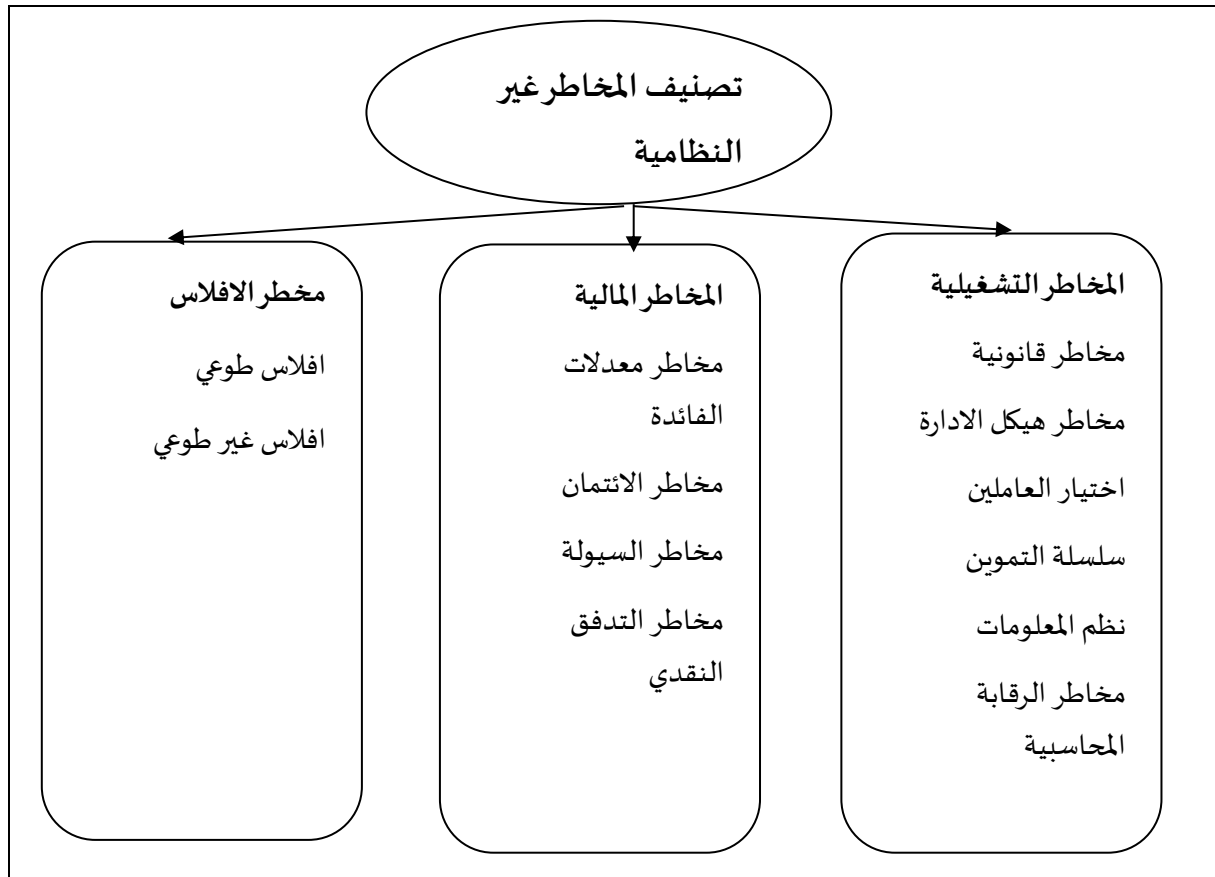 تصنيف المخاطر غير
النظامية
المخاطر التشغيلية
مخاطر قانونية
مخاطر هيكل الادارة
اختيار العاملين
سلسلة التموين
نظم المعلومات
مخاطر الرقابة
المحاسبية
المخاطر المالية
مخاطر معدلات
الفائدة
مخاطر الائتمان
مخاطر السيولة
مخاطر التدفق
النقدي
مخطر الافلاس
افلاس طوعي
افلاس غير طوعي